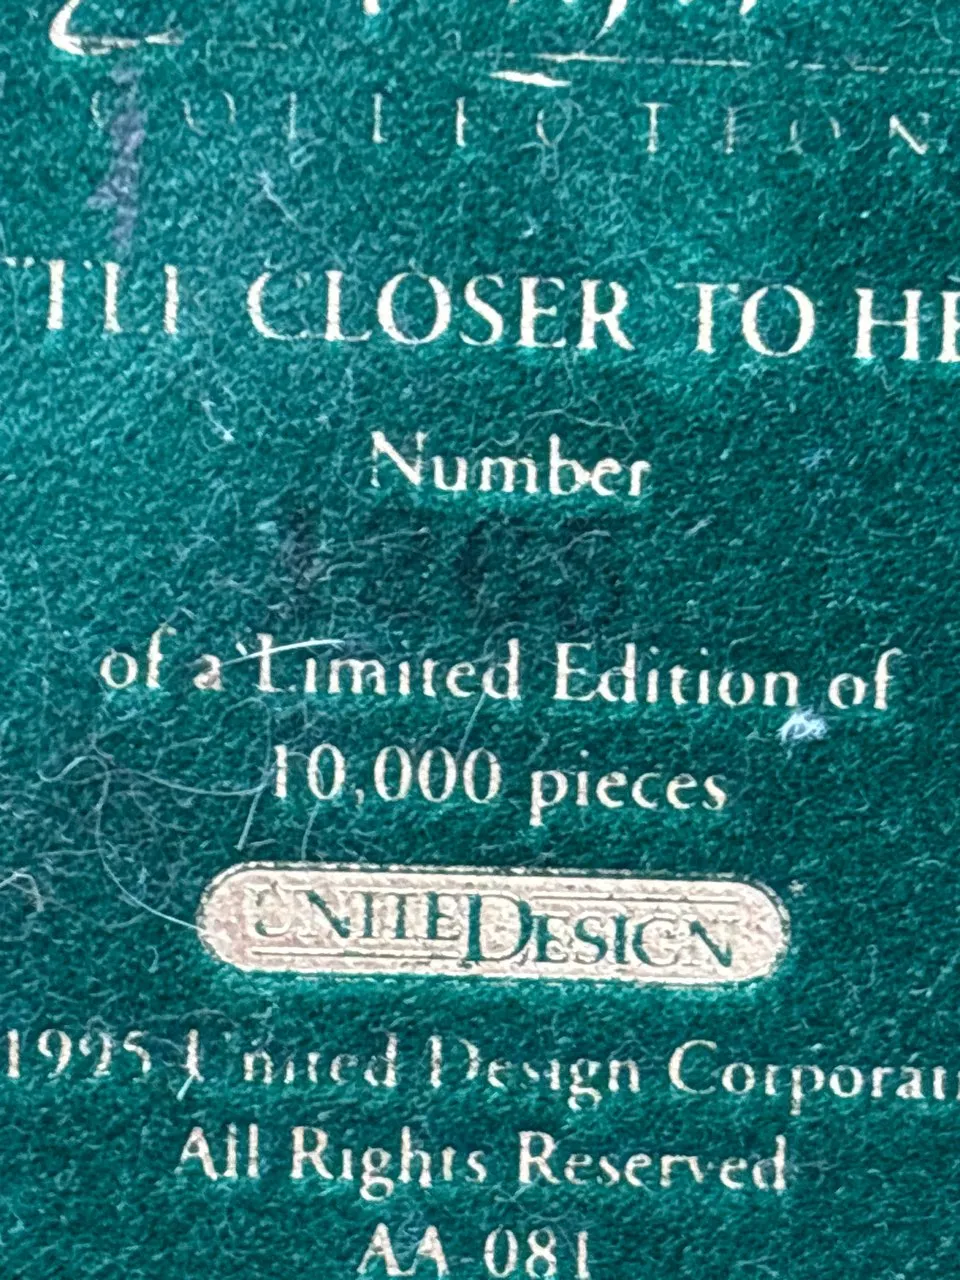 COLLECTION
CLOSER TO HE
Number
of a Limited Edition of
10,000 pieces
UNITED DESIGN
1995 United Design Corporati
All Rights Reserved
AA-081